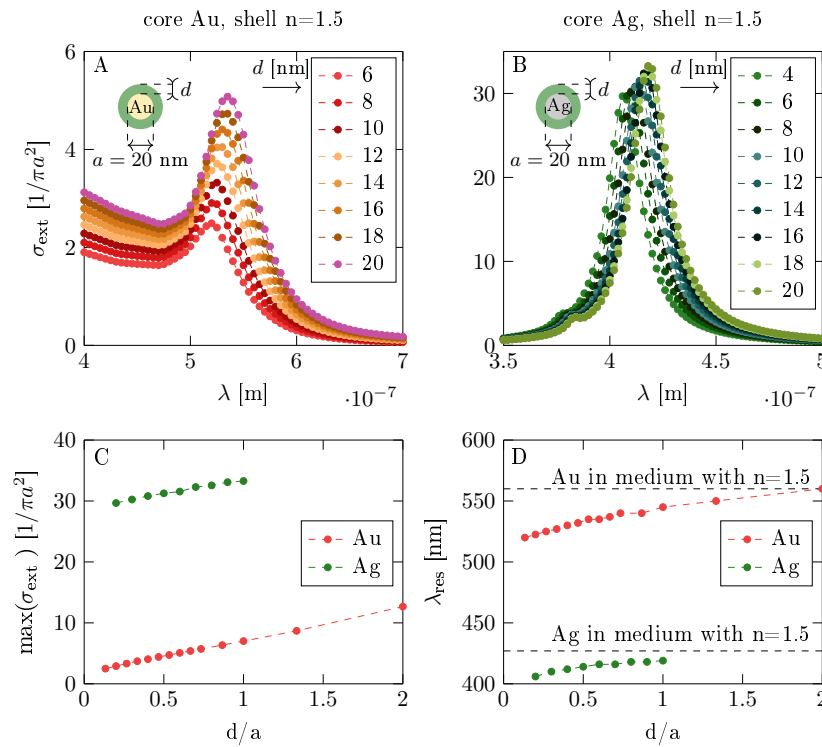 core Au, shell n=1.5
core Ag, shell n=1.5
A
Au
d
a = 20 nm
d [nm]
6
8
10
12
14
16
18
20
0
2
4
6
σext [1/πa²]
4
5
6
7
λ [m]
·10⁻⁷
B
Ag
d
a = 20 nm
d [nm]
4
6
8
10
12
14
16
18
20
0
10
20
30
3.5
4
4.5
5
λ [m]
·10⁻⁷
C
Au
Ag
0
10
20
30
40
max(σext ) [1/πa²]
0
0.5
1
1.5
2
d/a
D
Au in medium with n=1.5
Au
Ag
Ag in medium with n=1.5
400
450
500
550
600
λres [nm]
0
0.5
1
1.5
2
d/a